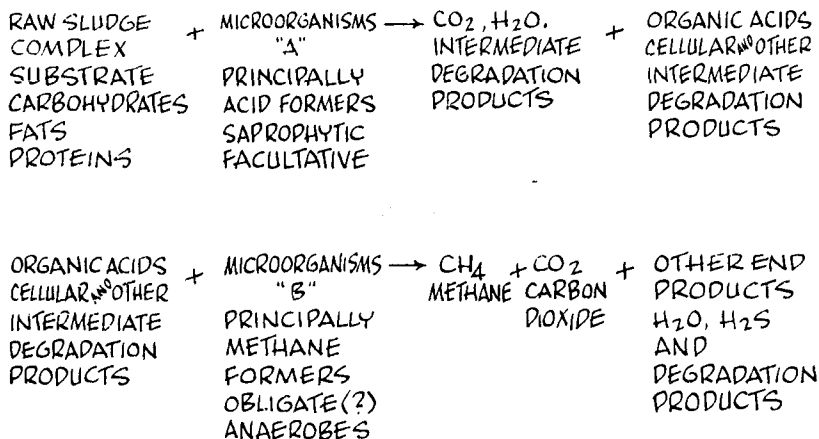 RAW SLUDGE + MICROORGANISMS → CO2, H2O. + ORGANIC ACIDS
COMPLEX "A" INTERMEDIATE CELLULAR AND OTHER
SUBSTRATE PRINCIPALLY DEGRADATION INTERMEDIATE
CARBOHYDRATES ACID FORMERS PRODUCTS DEGRADATION
FATS SAPROPHYTIC PRODUCTS
PROTEINS FACULTATIVE
ORGANIC ACIDS + MICROORGANISMS → CH4 + CO2 + OTHER END
CELLULAR AND OTHER "B" METHANE CARBON PRODUCTS
INTERMEDIATE PRINCIPALLY DIOXIDE H2O, H2S
DEGRADATION METHANE AND
PRODUCTS FORMERS DEGRADATION
OBLIGATE (?) PRODUCTS
ANAEROBES